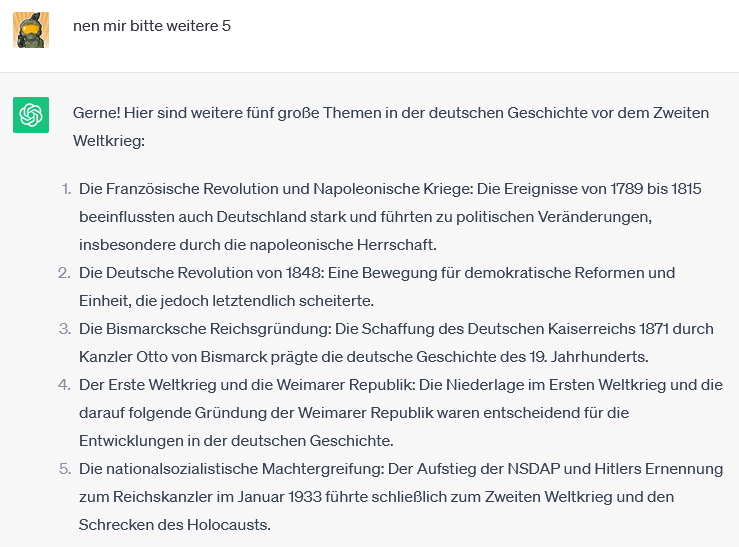 nen mir bitte weitere 5
Gerne! Hier sind weitere fünf große Themen in der deutschen Geschichte vor dem Zweiten
Weltkrieg:
1. Die Französische Revolution und Napoleonische Kriege: Die Ereignisse von 1789 bis 1815
beeinflussten auch Deutschland stark und führten zu politischen Veränderungen,
insbesondere durch die napoleonische Herrschaft.
2. Die Deutsche Revolution von 1848: Eine Bewegung für demokratische Reformen und
Einheit, die jedoch letztendlich scheiterte.
3. Die Bismarcksche Reichsgründung: Die Schaffung des Deutschen Kaiserreichs 1871 durch
Kanzler Otto von Bismarck prägte die deutsche Geschichte des 19. Jahrhunderts.
4. Der Erste Weltkrieg und die Weimarer Republik: Die Niederlage im Ersten Weltkrieg und die
darauf folgende Gründung der Weimarer Republik waren entscheidend für die
Entwicklungen in der deutschen Geschichte.
5. Die nationalsozialistische Machtergreifung: Der Aufstieg der NSDAP und Hitlers Ernennung
zum Reichskanzler im Januar 1933 führte schließlich zum Zweiten Weltkrieg und den
Schrecken des Holocausts.